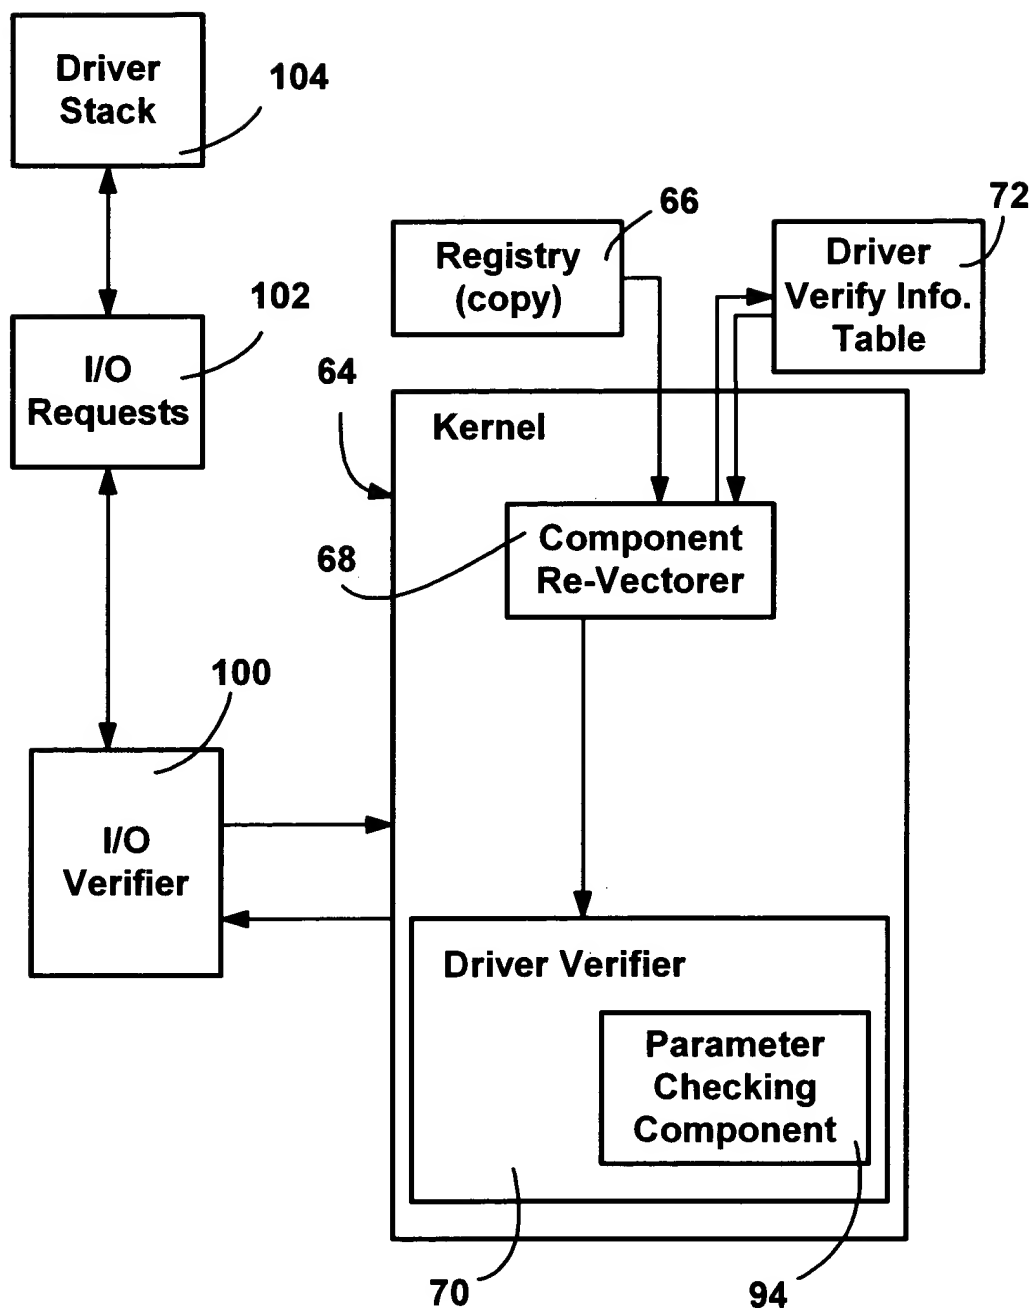 Driver
Stack
104
66
72
Registry
(copy)
Driver
Verify Info.
Table
102
I/O
Requests
64
Kernel
68
Component
Re-Vectorer
100
I/O
Verifier
Driver Verifier
Parameter
Checking
Component
70
94